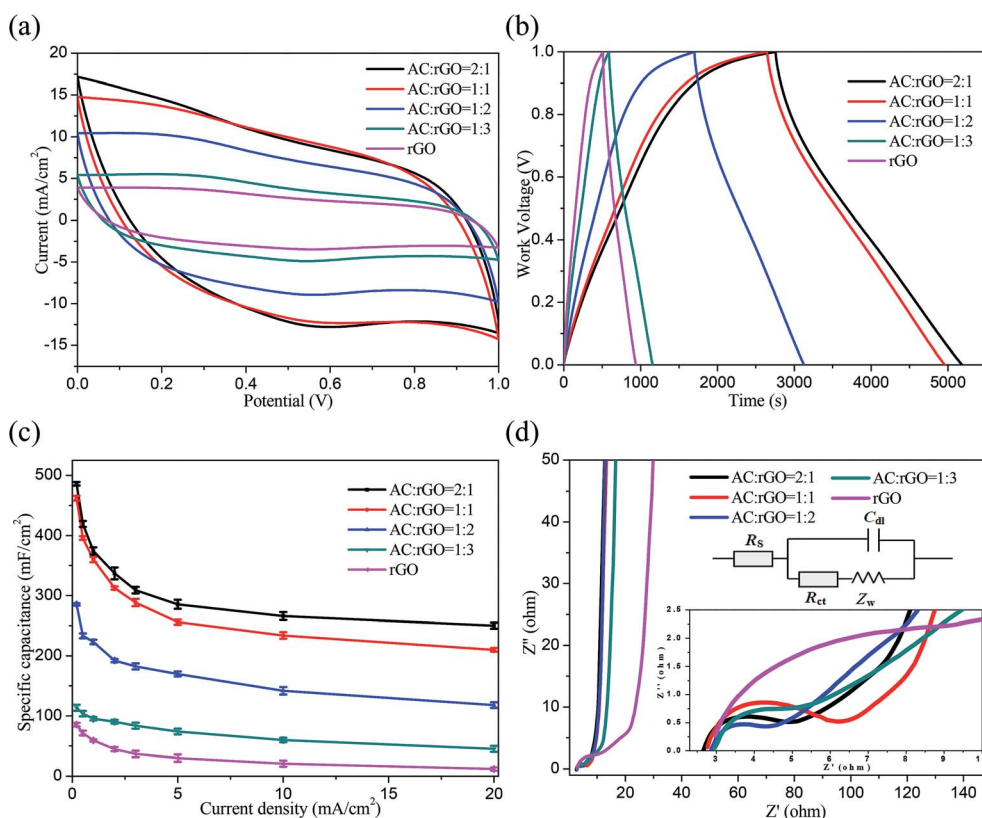 (a)
20
15
10
5
0
-5
-10
-15
Current (mA/cm²)
AC:rGO=2:1
AC:rGO=1:1
AC:rGO=1:2
AC:rGO=1:3
rGO
0.0 0.2 0.4 0.6 0.8 1.0
Potential (V)
(b)
1.0
0.8
0.6
0.4
0.2
0.0
Work Voltage (V)
AC:rGO=2:1
AC:rGO=1:1
AC:rGO=1:2
AC:rGO=1:3
rGO
0 1000 2000 3000 4000 5000
Time (s)
(c)
500
400
300
200
100
0
Specific capacitance (mF/cm²)
AC:rGO=2:1
AC:rGO=1:1
AC:rGO=1:2
AC:rGO=1:3
rGO
0 5 10 15 20
Current density (mA/cm²)
(d)
50
40
30
20
10
0
Z'' (ohm)
AC:rGO=2:1
AC:rGO=1:1
AC:rGO=1:2
AC:rGO=1:3
rGO
Cdl
RS
Rct
Zw
2.5
2.0
1.5
1.0
0.5
0.0
Z'' (ohm)
3 4 5 6 7 8 9
Z' (ohm)
20 40 60 80 100 120 140
Z' (ohm)